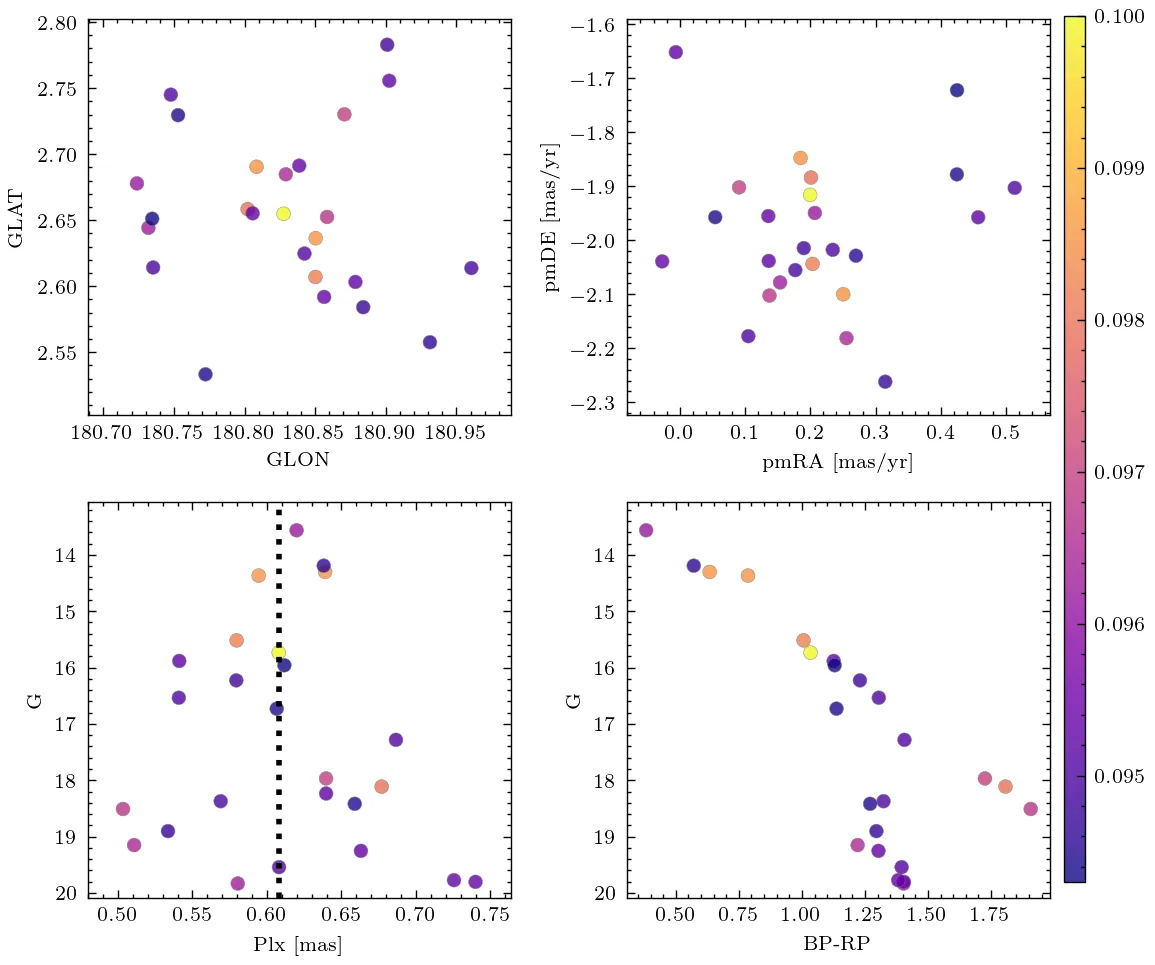 2.80
2.75
2.70
2.65
2.60
2.55
GLAT
180.70 180.75 180.80 180.85 180.90 180.95
GLON
−1.6
−1.7
−1.8
−1.9
−2.0
−2.1
−2.2
−2.3
pmDE [mas/yr]
0.0 0.1 0.2 0.3 0.4 0.5
pmRA [mas/yr]
0.100
0.099
0.098
0.097
0.096
0.095
14
15
16
17
18
19
20
G
0.50 0.55 0.60 0.65 0.70 0.75
Plx [mas]
14
15
16
17
18
19
20
G
0.50 0.75 1.00 1.25 1.50 1.75
BP-RP